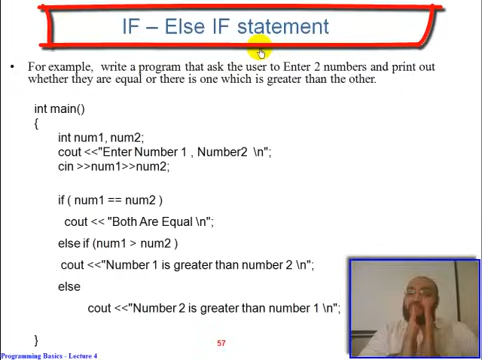 IF – Else IF statement
• For example, write a program that ask the user to Enter 2 numbers and print out
whether they are equal or there is one which is greater than the other.
int main()
{
int num1, num2;
cout <<"Enter Number 1 , Number2 \n";
cin >>num1>>num2;
if ( num1 == num2 )
cout << "Both Are Equal \n";
else if (num1 > num2 )
cout <<"Number 1 is greater than number 2 \n";
else
cout <<"Number 2 is greater than number 1 \n";
}
57
Programming Basics - Lecture 4